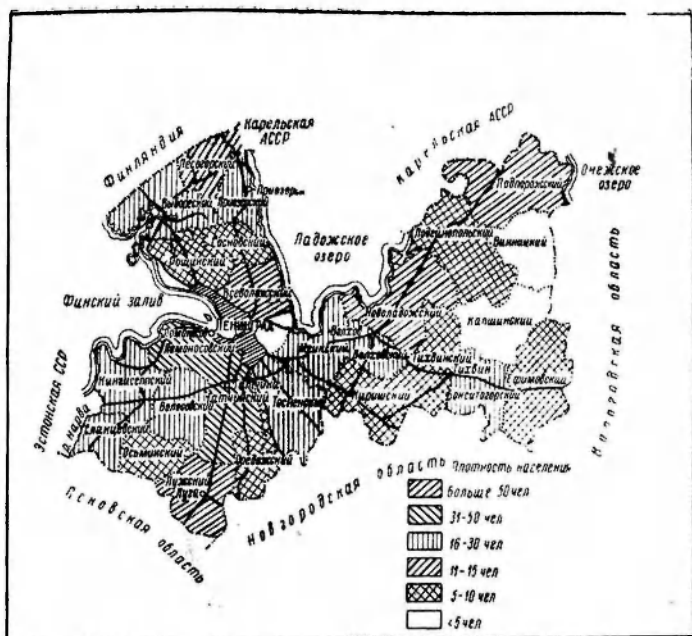 Финляндия
Карельская
АССР
Карельская АССР
Онежское
озеро
Лесогорский
Приозерск
Выборгский
Приозерский
Сосновский
Рощинский
Ладожское
озеро
Всеволожский
Финский залив
ЛЕНИНГРАД
Ломоносовский
Подпорожский
Лодейнопольский
Винницкий
Новоладожский
Капшинский
Волхов
Волховский
Тихвинский
Тихвин
Ефимовский
Бокситогорский
Киришский
Мгинский
Тосненский
Гатчина
Гатчинский
Волосовский
Кингисеппский
Сланцевский
Осьминский
Оредежский
Лужский
Луга
Эстонская ССР
г. Нарва
Псковская область
Новгородская область
Вологодская область
Плотность населения
Больше 50 чел
31-50 чел
16-30 чел
11-15 чел
5-10 чел
<5 чел